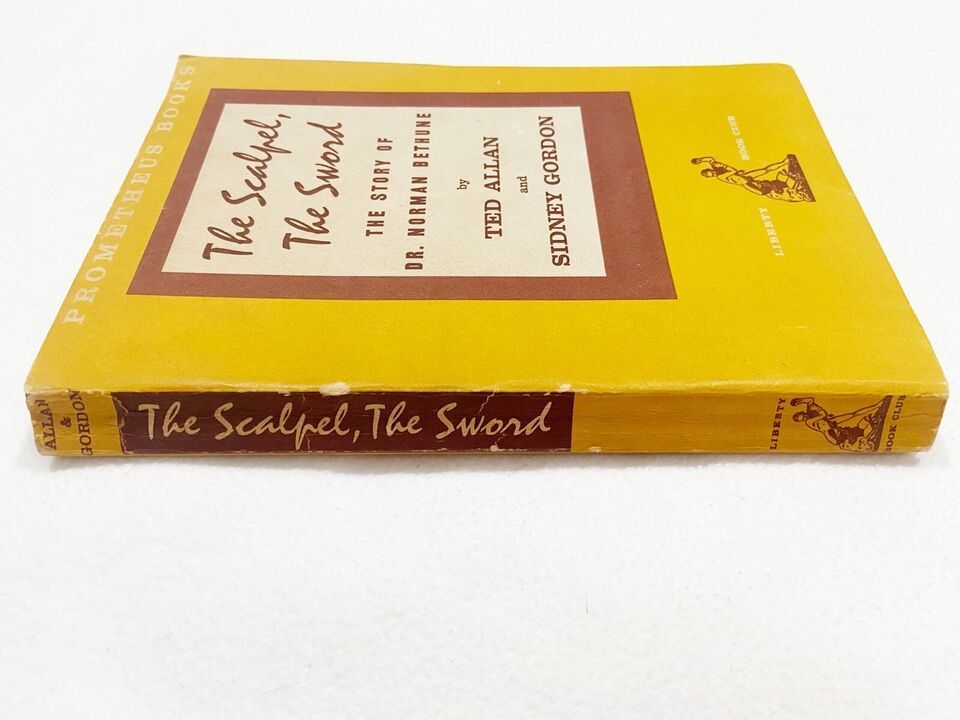 PROMETHEUS BOOKS
The Scalpel,
The Sword
THE STORY OF
DR. NORMAN BETHUNE
by
TED ALLAN
and
SIDNEY GORDON
LIBERTY BOOK CLUB
ALLAN
&
GORDON
The Scalpel, The Sword
LIBERTY BOOK CLUB